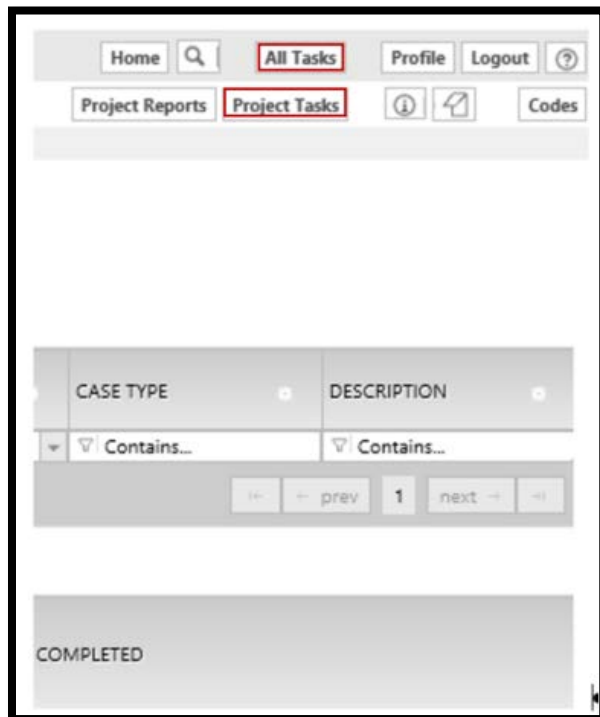 Home All Tasks Profile Logout ?
Project Reports Project Tasks Codes
CASE TYPE DESCRIPTION
Contains... Contains...
← prev 1 next →
COMPLETED